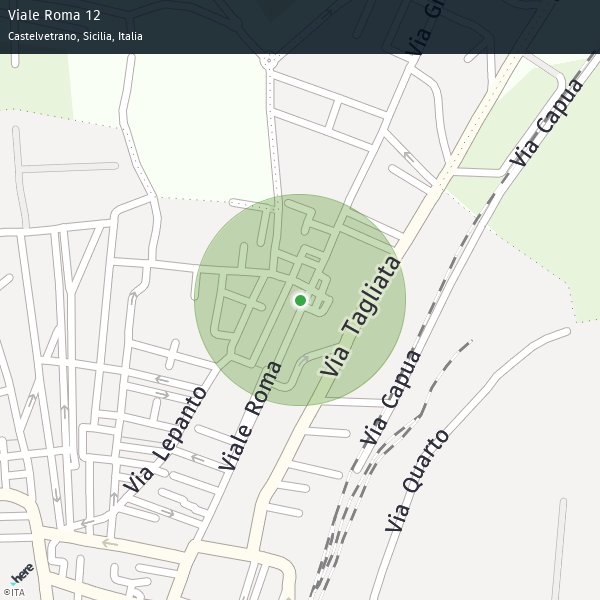 Viale Roma 12
Castelvetrano, Sicilia, Italia
Via Gi
Via Capua
Via Tagliata
Via Capua
Viale Roma
Via Lepanto
Via Quarto
here
©ITA